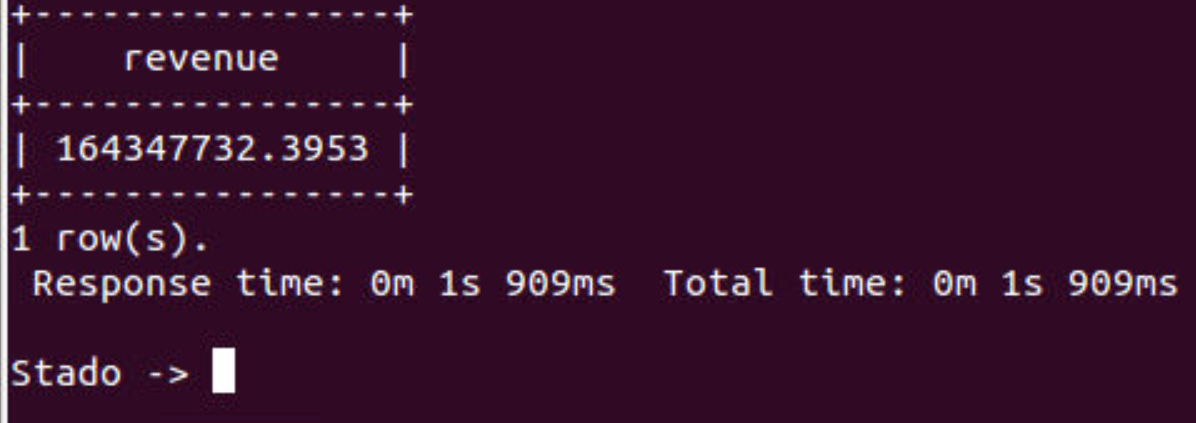 +----------------+
|    revenue     |
+----------------+
| 164347732.3953 |
+----------------+
1 row(s).
 Response time: 0m 1s 909ms  Total time: 0m 1s 909ms
Stado ->